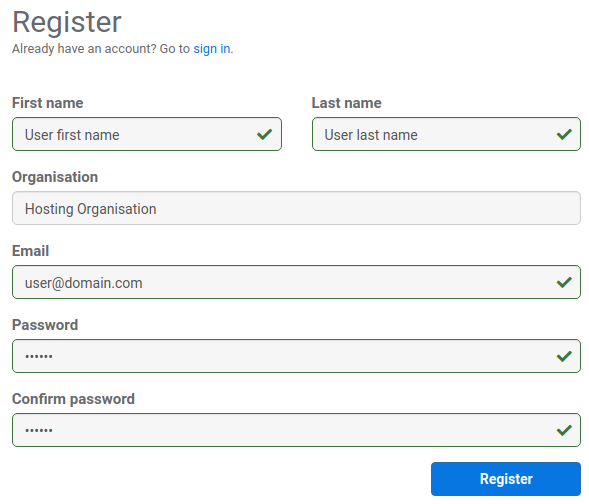 Register
Already have an account? Go to sign in.
First name Last name
User first name User last name
Organisation
Hosting Organisation
Email
user@domain.com
Password
••••••
Confirm password
••••••
Register